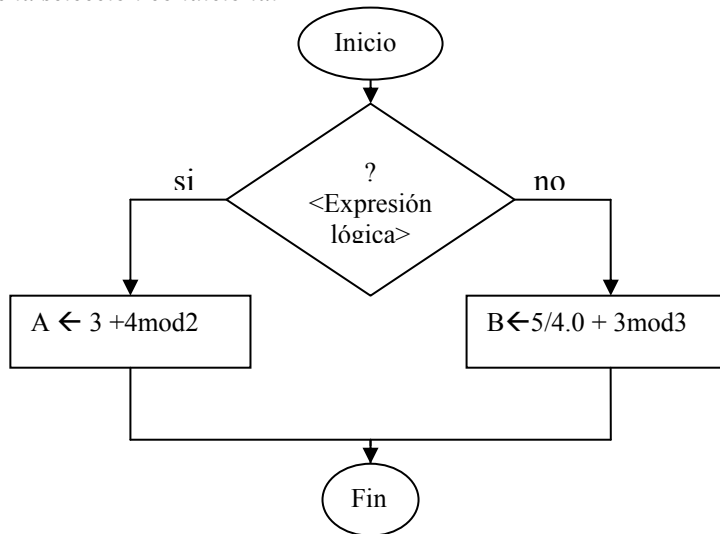 Inicio
si
?
no
<Expresión
lógica>
A ← 3 +4mod2
B←5/4.0 + 3mod3
Fin